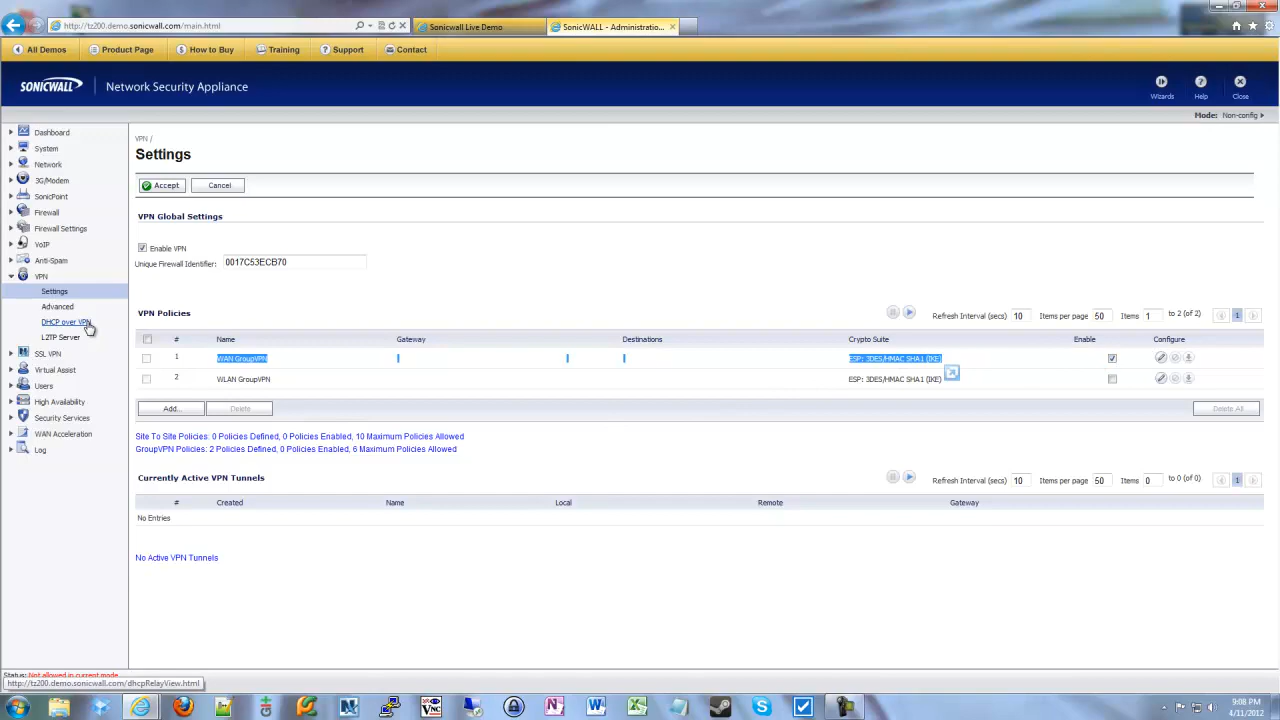 http://tz200.demo.sonicwall.com/main.html
Sonicwall Live Demo
SonicWALL - Administratio...
All Demos
Product Page
How to Buy
Training
Support
Contact
SONICWALL
Network Security Appliance
Wizards
Help
Close
Mode: Non-config
Dashboard
System
Network
3G/Modem
SonicPoint
Firewall
Firewall Settings
VoIP
Anti-Spam
VPN
Settings
Advanced
DHCP over VPN
L2TP Server
SSL VPN
Virtual Assist
Users
High Availability
Security Services
WAN Acceleration
Log
VPN /
Settings
Accept
Cancel
VPN Global Settings
Enable VPN
Unique Firewall Identifier: 0017C53ECB70
VPN Policies
Refresh Interval (secs) 10 Items per page 50 Items 1 to 2 (of 2) 1
# Name Gateway Destinations Crypto Suite Enable Configure
1 WAN GroupVPN ESP: 3DES/HMAC SHA1 (IKE)
2 WLAN GroupVPN ESP: 3DES/HMAC SHA1 (IKE)
Add...
Delete
Delete All
Site To Site Policies: 0 Policies Defined, 0 Policies Enabled, 10 Maximum Policies Allowed
GroupVPN Policies: 2 Policies Defined, 0 Policies Enabled, 6 Maximum Policies Allowed
Currently Active VPN Tunnels
Refresh Interval (secs) 10 Items per page 50 Items 0 to 0 (of 0) 1
# Created Name Local Remote Gateway
No Entries
No Active VPN Tunnels
Status: Not allowed in current mode
http://tz200.demo.sonicwall.com/dhcpRelayView.html
9:08 PM
4/11/2012